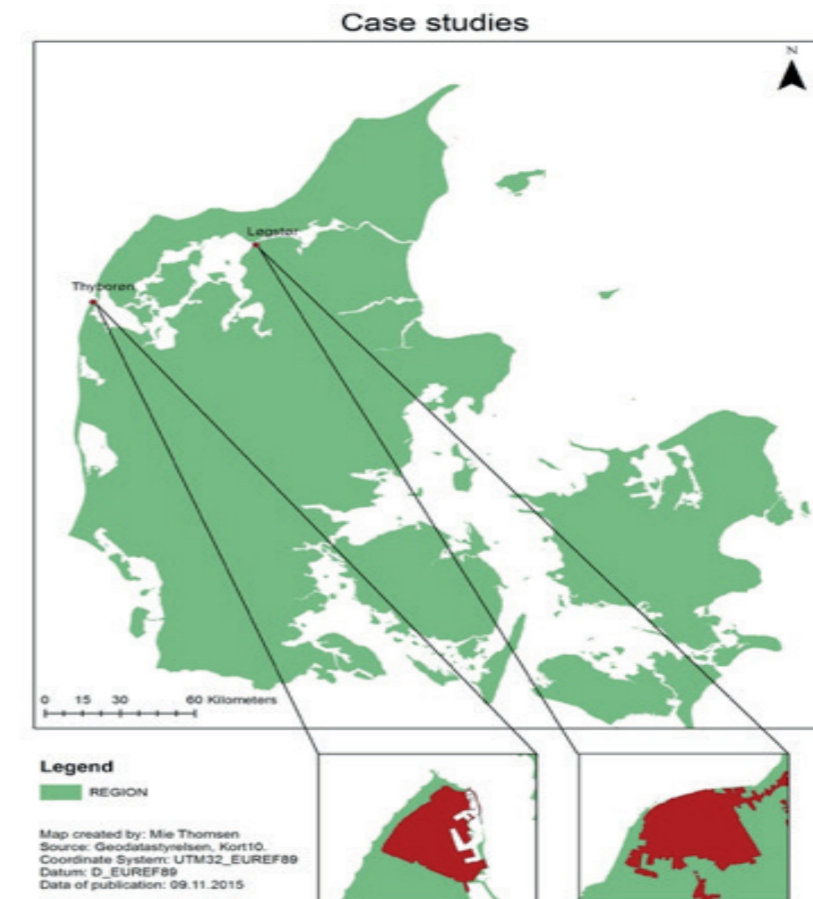 Case studies
N
Løgstør
Thyborøn
0 15 30 60 Kilometers
Legend
REGION
Map created by: Mie Thomsen
Source: Geodatastyrelsen, Kort10.
Coordinate System: UTM32_EUREF89
Datum: D_EUREF89
Data of publication: 09.11.2015